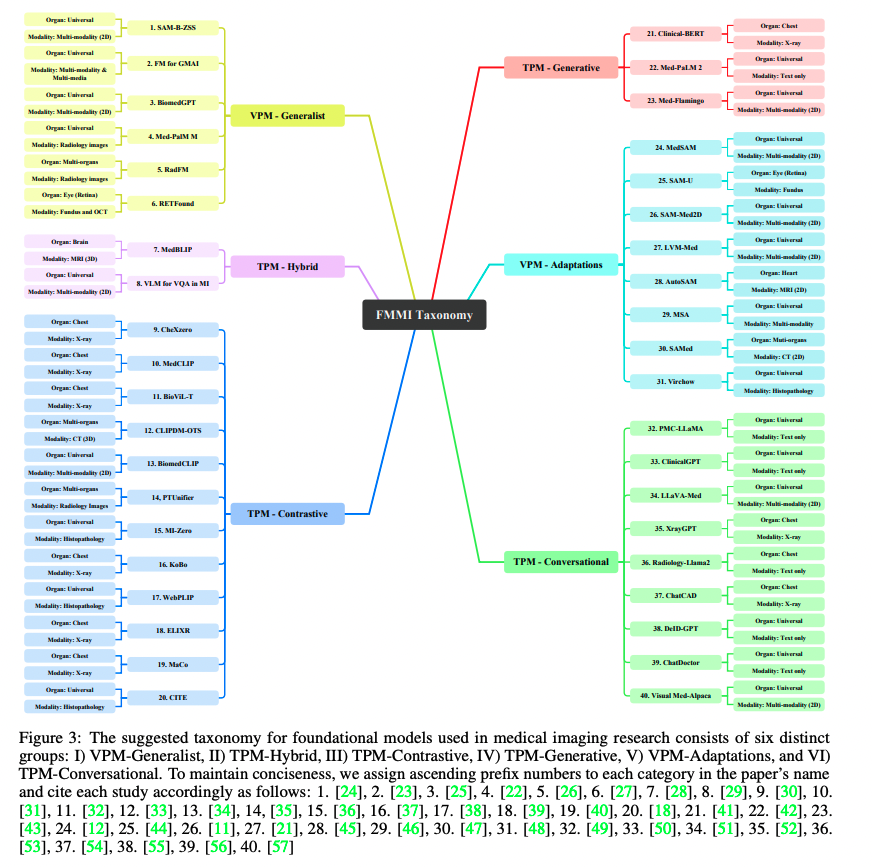 Organ: Universal
Modality: Multi-modality (2D)
1. SAM-B-ZSS
Organ: Universal
Modality: Multi-modality &
Multi-media
2. FM for GMAI
Organ: Universal
Modality: Multi-modality (2D)
3. BiomedGPT
Organ: Universal
Modality: Radiology images
4. Med-PalM M
Organ: Multi-organs
Modality: Radiology images
5. RadFM
Organ: Eye (Retina)
Modality: Fundus and OCT
6. RETFound
VPM - Generalist
Organ: Brain
Modality: MRI (3D)
7. MedBLIP
Organ: Universal
Modality: Multi-modality (2D)
8. VLM for VQA in MI
TPM - Hybrid
Organ: Chest
Modality: X-ray
9. CheXzero
Organ: Chest
Modality: X-ray
10. MedCLIP
Organ: Chest
Modality: X-ray
11. BioViL-T
Organ: Multi-organs
Modality: CT (3D)
12. CLIPDM-OTS
Organ: Universal
Modality: Multi-modality (2D)
13. BiomedCLIP
Organ: Multi-organs
Modality: Radiology Images
14, PTUnifier
Organ: Universal
Modality: Histopathology
15. MI-Zero
Organ: Chest
Modality: X-ray
16. KoBo
Organ: Universal
Modality: Histopathology
17. WebPLIP
Organ: Chest
Modality: X-ray
18. ELIXR
Organ: Chest
Modality: X-ray
19. MaCo
Organ: Universal
Modality: Histopathology
20. CITE
TPM - Contrastive
FMMI Taxonomy
TPM - Generative
21. Clinical-BERT
Organ: Chest
Modality: X-ray
22. Med-PaLM 2
Organ: Universal
Modality: Text only
23. Med-Flamingo
Organ: Universal
Modality: Multi-modality (2D)
VPM - Adaptations
24. MedSAM
Organ: Universal
Modality: Multi-modality (2D)
25. SAM-U
Organ: Eye (Retina)
Modality: Fundus
26. SAM-Med2D
Organ: Universal
Modality: Multi-modality (2D)
27. LVM-Med
Organ: Universal
Modality: Multi-modality (2D)
28. AutoSAM
Organ: Heart
Modality: MRI (2D)
29. MSA
Organ: Universal
Modality: Multi-modality
30. SAMed
Organ: Muti-organs
Modality: CT (2D)
31. Virchow
Organ: Universal
Modality: Histopathology
TPM - Conversational
32. PMC-LLaMA
Organ: Universal
Modality: Text only
33. ClinicalGPT
Organ: Universal
Modality: Text only
34. LLaVA-Med
Organ: Universal
Modality: Multi-modality (2D)
35. XrayGPT
Organ: Chest
Modality: X-ray
36. Radiology-Llama2
Organ: Chest
Modality: Text only
37. ChatCAD
Organ: Chest
Modality: X-ray
38. DeID-GPT
Organ: Universal
Modality: Text only
39. ChatDoctor
Organ: Universal
Modality: Text only
40. Visual Med-Alpaca
Organ: Universal
Modality: Multi-modality (2D)
Figure 3: The suggested taxonomy for foundational models used in medical imaging research consists of six distinct
groups: I) VPM-Generalist, II) TPM-Hybrid, III) TPM-Contrastive, IV) TPM-Generative, V) VPM-Adaptations, and VI)
TPM-Conversational. To maintain conciseness, we assign ascending prefix numbers to each category in the paper's name
and cite each study accordingly as follows: 1. [24], 2. [23], 3. [25], 4. [22], 5. [26], 6. [27], 7. [28], 8. [29], 9. [30], 10.
[31], 11. [32], 12. [33], 13. [34], 14, [35], 15. [36], 16. [37], 17. [38], 18. [39], 19. [40], 20. [18], 21. [41], 22. [42], 23.
[43], 24. [12], 25. [44], 26. [11], 27. [21], 28. [45], 29. [46], 30. [47], 31. [48], 32. [49], 33. [50], 34. [51], 35. [52], 36.
[53], 37. [54], 38. [55], 39. [56], 40. [57]